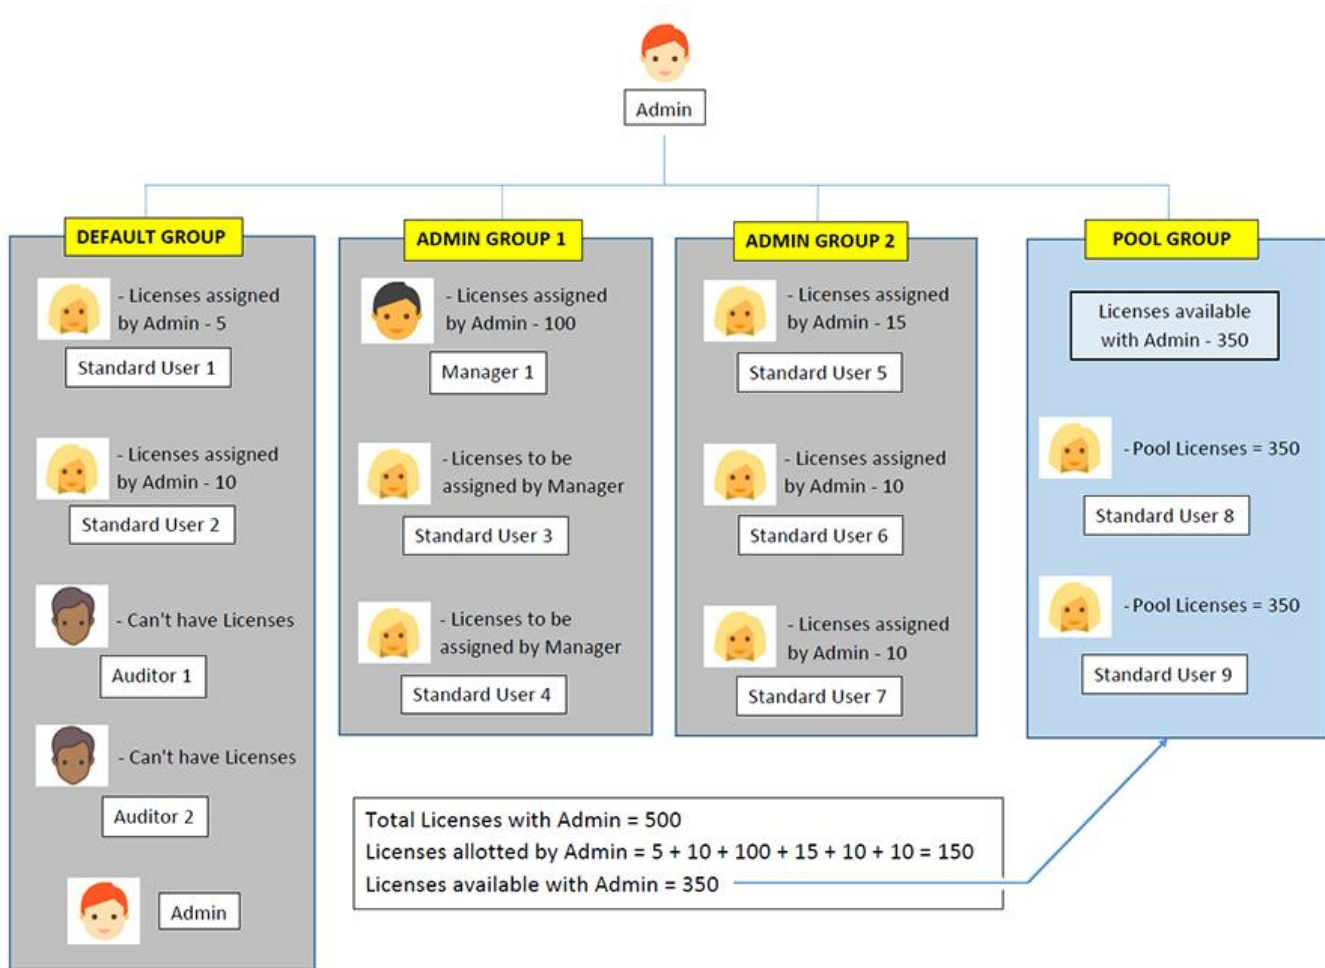 Admin
DEFAULT GROUP
- Licenses assigned
by Admin - 5
Standard User 1
- Licenses assigned
by Admin - 10
Standard User 2
- Can't have Licenses
Auditor 1
- Can't have Licenses
Auditor 2
Admin
ADMIN GROUP 1
- Licenses assigned
by Admin - 100
Manager 1
- Licenses to be
assigned by Manager
Standard User 3
- Licenses to be
assigned by Manager
Standard User 4
ADMIN GROUP 2
- Licenses assigned
by Admin - 15
Standard User 5
- Licenses assigned
by Admin - 10
Standard User 6
- Licenses assigned
by Admin - 10
Standard User 7
POOL GROUP
Licenses available
with Admin - 350
- Pool Licenses = 350
Standard User 8
- Pool Licenses = 350
Standard User 9
Total Licenses with Admin = 500
Licenses allotted by Admin = 5 + 10 + 100 + 15 + 10 + 10 = 150
Licenses available with Admin = 350